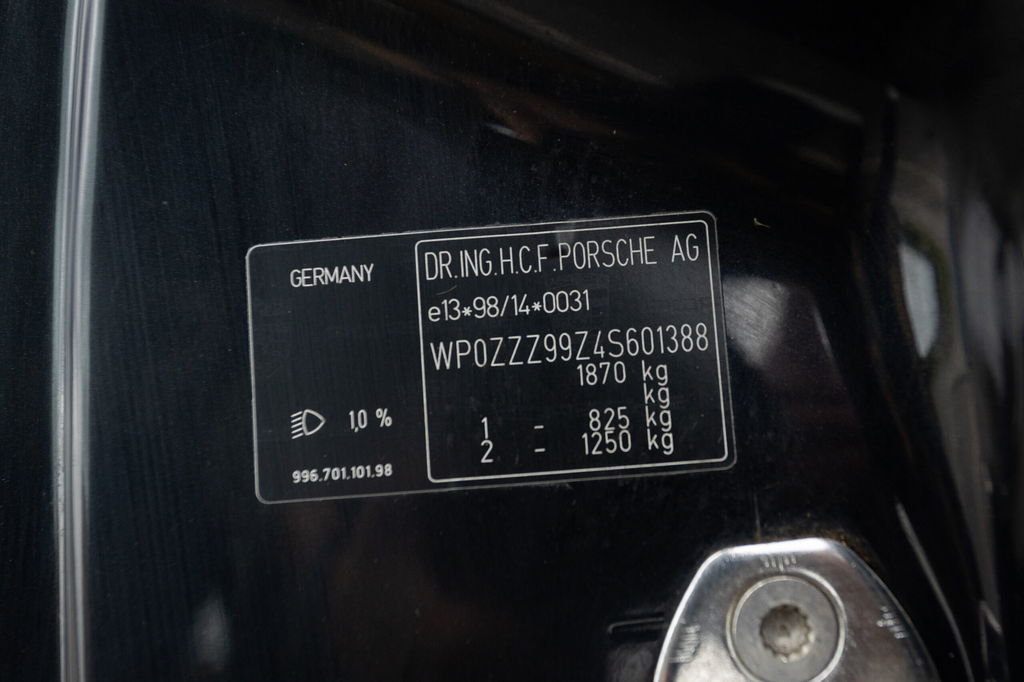 GERMANY
1,0 %
996.701.101.98
DR.ING.H.C.F.PORSCHE AG
e13*98/14*0031
WP0ZZZ99Z4S601388
1870 kg
kg
1 - 825 kg
2 - 1250 kg